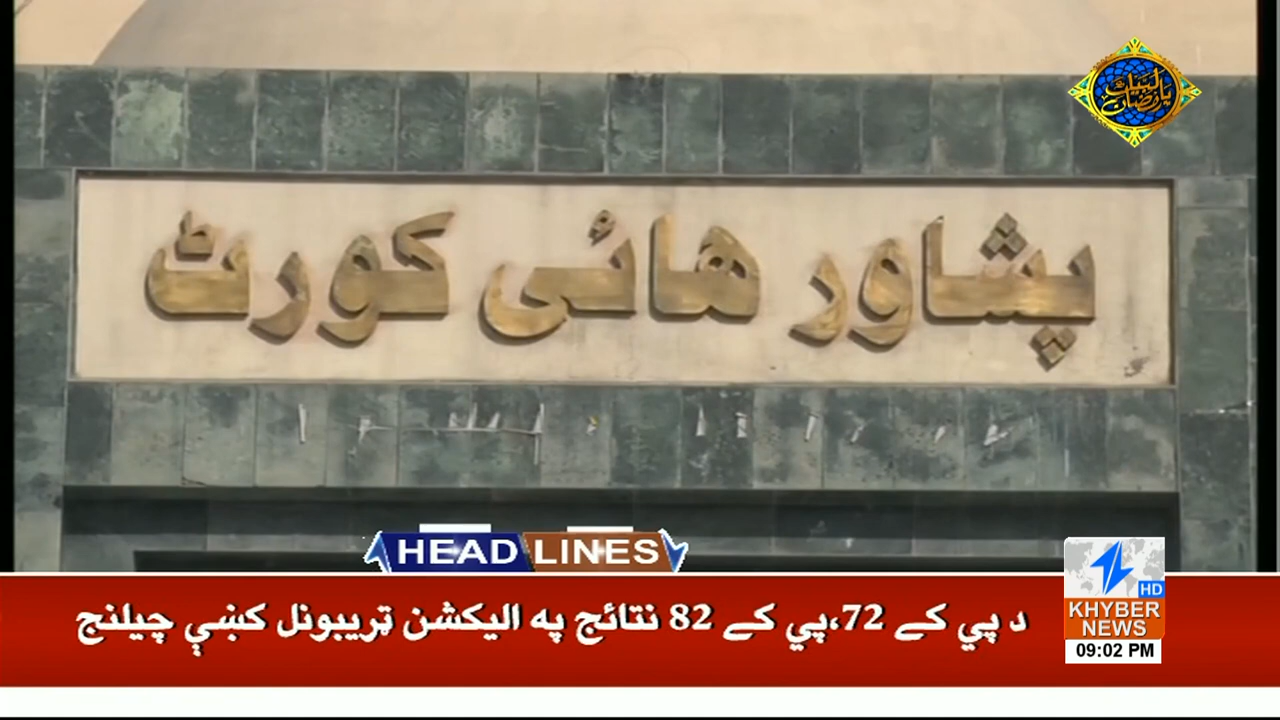 پشاور هائی کورٹ
HEADLINES
د پي کے 72،پي کے 82 نتائج په الیکشن ټریبونل کښې چیلنج
HD
KHYBER
NEWS
09:02 PM